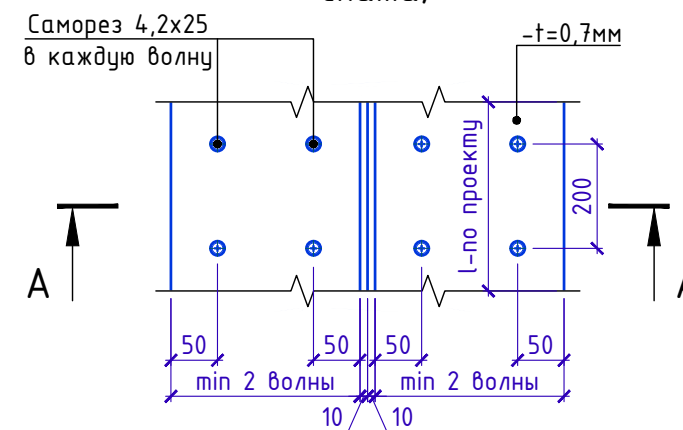 Саморез 4,2х25
в каждую волну
-t=0,7мм
l-по проекту
200
А
50
50
50
50
min 2 волны
min 2 волны
10
10